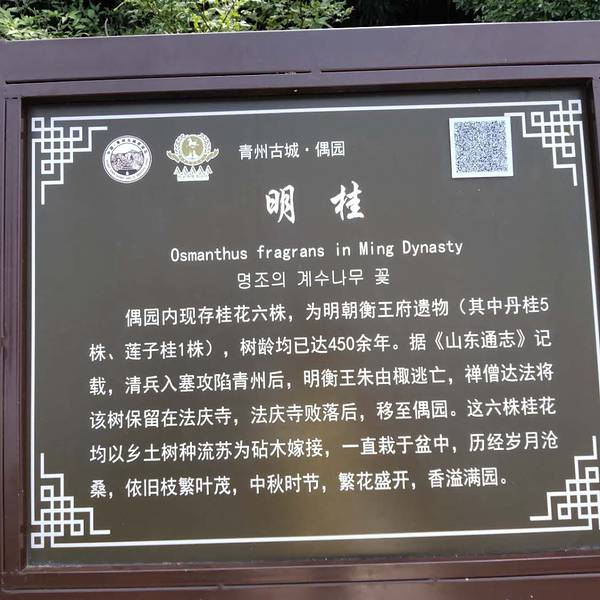 青州古城·偶园
明桂
Osmanthus fragrans in Ming Dynasty
명조의 계수나무 꽃
偶园内现存桂花六株，为明朝衡王府遗物（其中丹桂5
株、莲子桂1株），树龄均已达450余年。据《山东通志》记
载，清兵入塞攻陷青州后，明衡王朱由棷逃亡，禅僧达法将
该树保留在法庆寺，法庆寺败落后，移至偶园。这六株桂花
均以乡土树种流苏为砧木嫁接，一直栽于盆中，历经岁月沧
桑，依旧枝繁叶茂，中秋时节，繁花盛开，香溢满园。